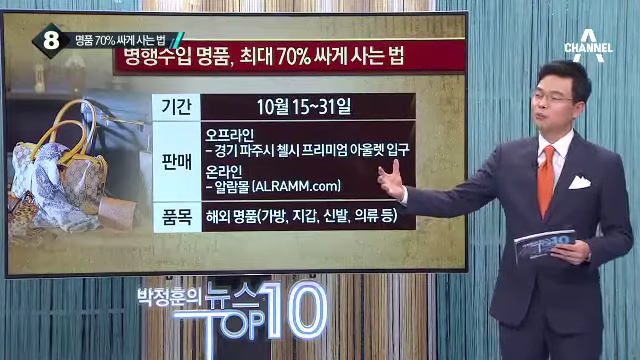 8 명품 70% 싸게 사는 법
CHANNEL A
병행수입 명품, 최대 70% 싸게 사는 법
기간 10월 15~31일
판매 오프라인
- 경기 파주시 첼시 프리미엄 아울렛 입구
온라인
- 알람몰 (ALRAMM.com)
품목 해외 명품(가방, 지갑, 신발, 의류 등)
박정훈의 뉴스 TOP10